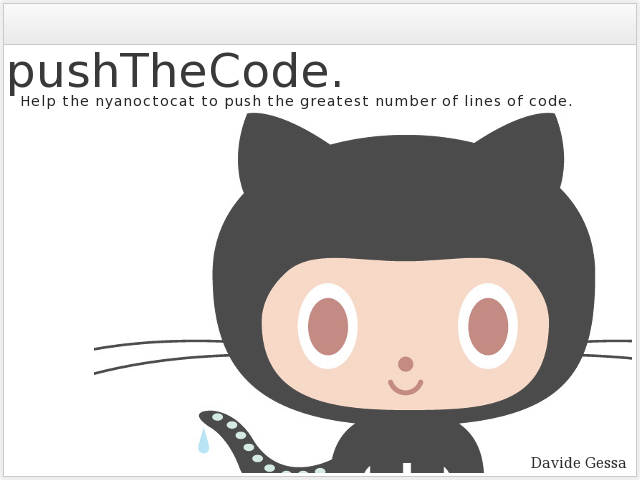 pushTheCode.
Help the nyanoctocat to push the greatest number of lines of code.
Davide Gessa